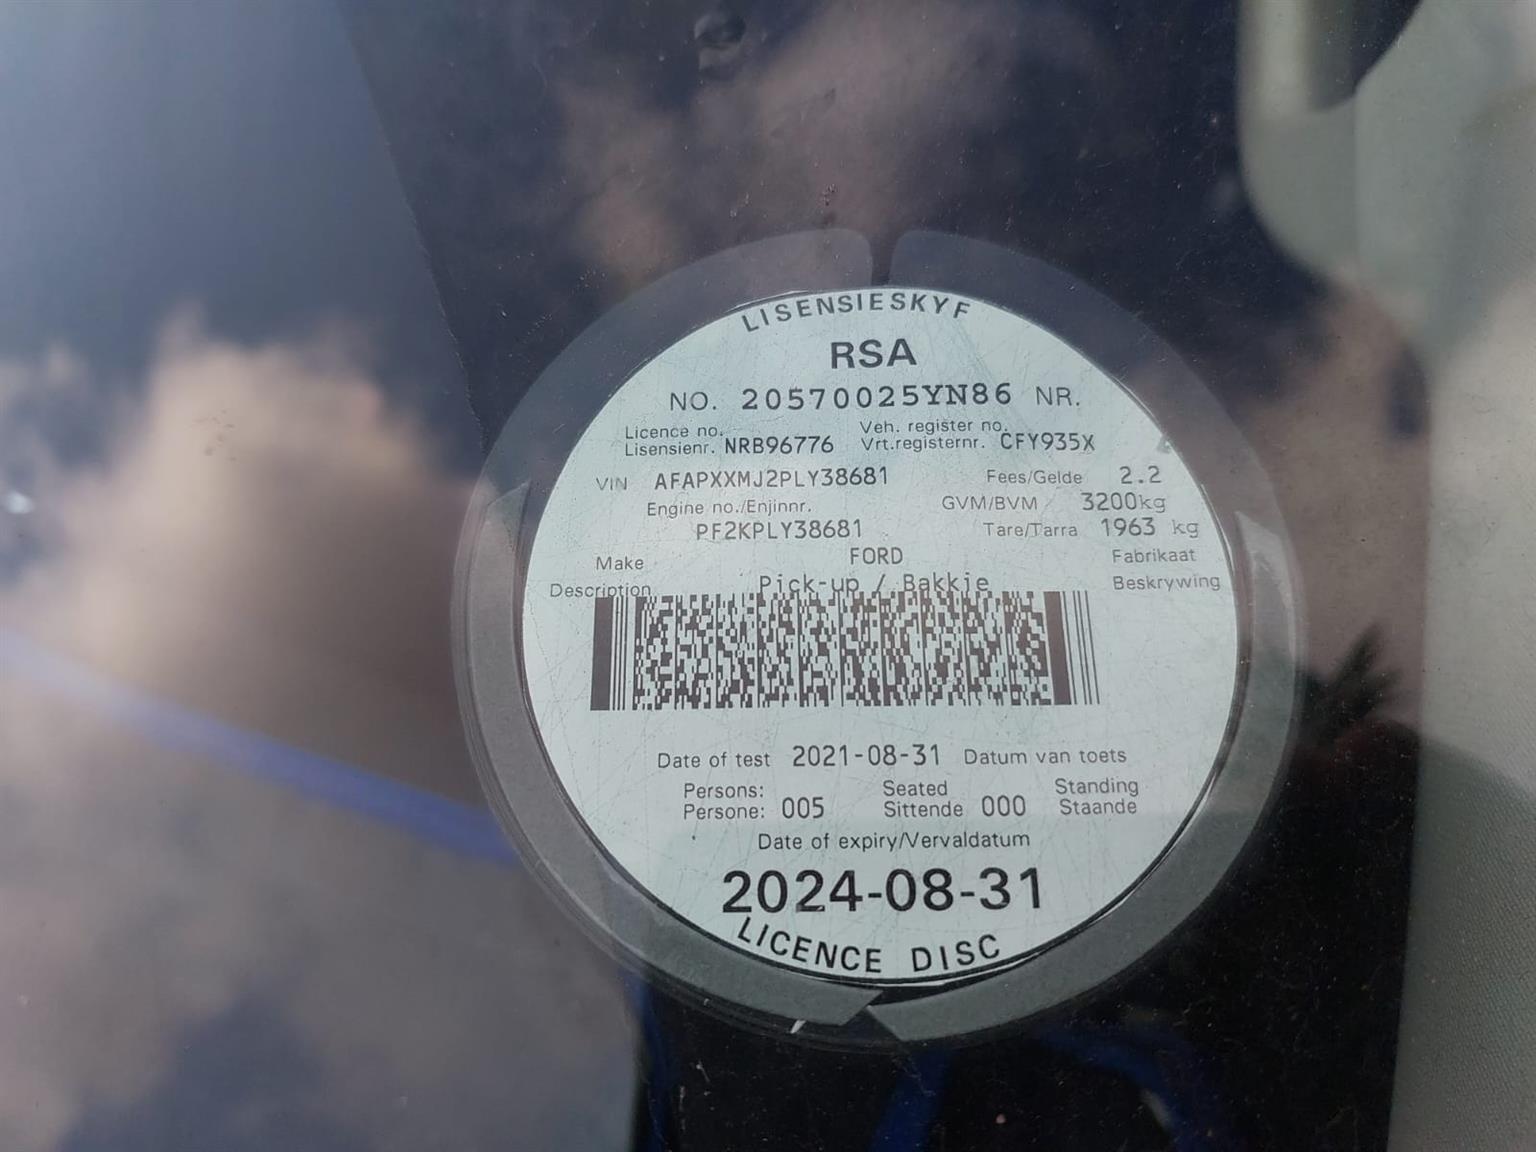 LISENSIESKYF
RSA
NO. 20570025YN86 NR.
Licence no. Veh. register no.
Lisensienr. NRB96776 Vrt.registernr. CFY935X
VIN AFAPXXMJ2PLY38681 Fees/Gelde 2.2
Engine no./Enjinnr. GVM/BVM 3200kg
PF2KPLY38681 Tare/Tarra 1963 kg
Make FORD Fabrikaat
Description Pick-up / Bakkie Beskrywing
Date of test 2021-08-31 Datum van toets
Persons: Seated Standing
Persone: 005 Sittende 000 Staande
Date of expiry/Vervaldatum
2024-08-31
LICENCE DISC